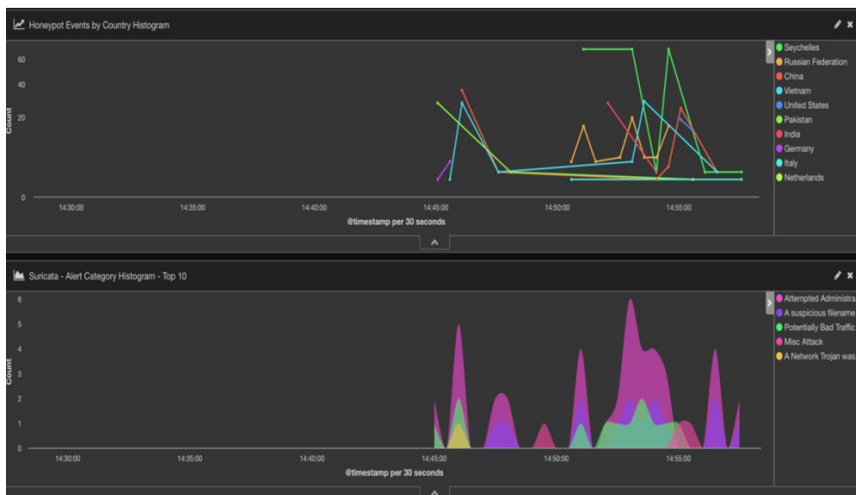 Honeypot Events by Country Histogram
60
40
20
0
Count
14:30:00 14:35:00 14:40:00 14:45:00 14:50:00 14:55:00
@timestamp per 30 seconds
Seychelles
Russian Federation
China
Vietnam
United States
Pakistan
India
Germany
Italy
Netherlands
Suricata - Alert Category Histogram - Top 10
6
5
4
3
2
1
0
Count
14:30:00 14:35:00 14:40:00 14:45:00 14:50:00 14:55:00
@timestamp per 30 seconds
Attempted Administra
A suspicious filename
Potentially Bad Traffic
Misc Attack
A Network Trojan was